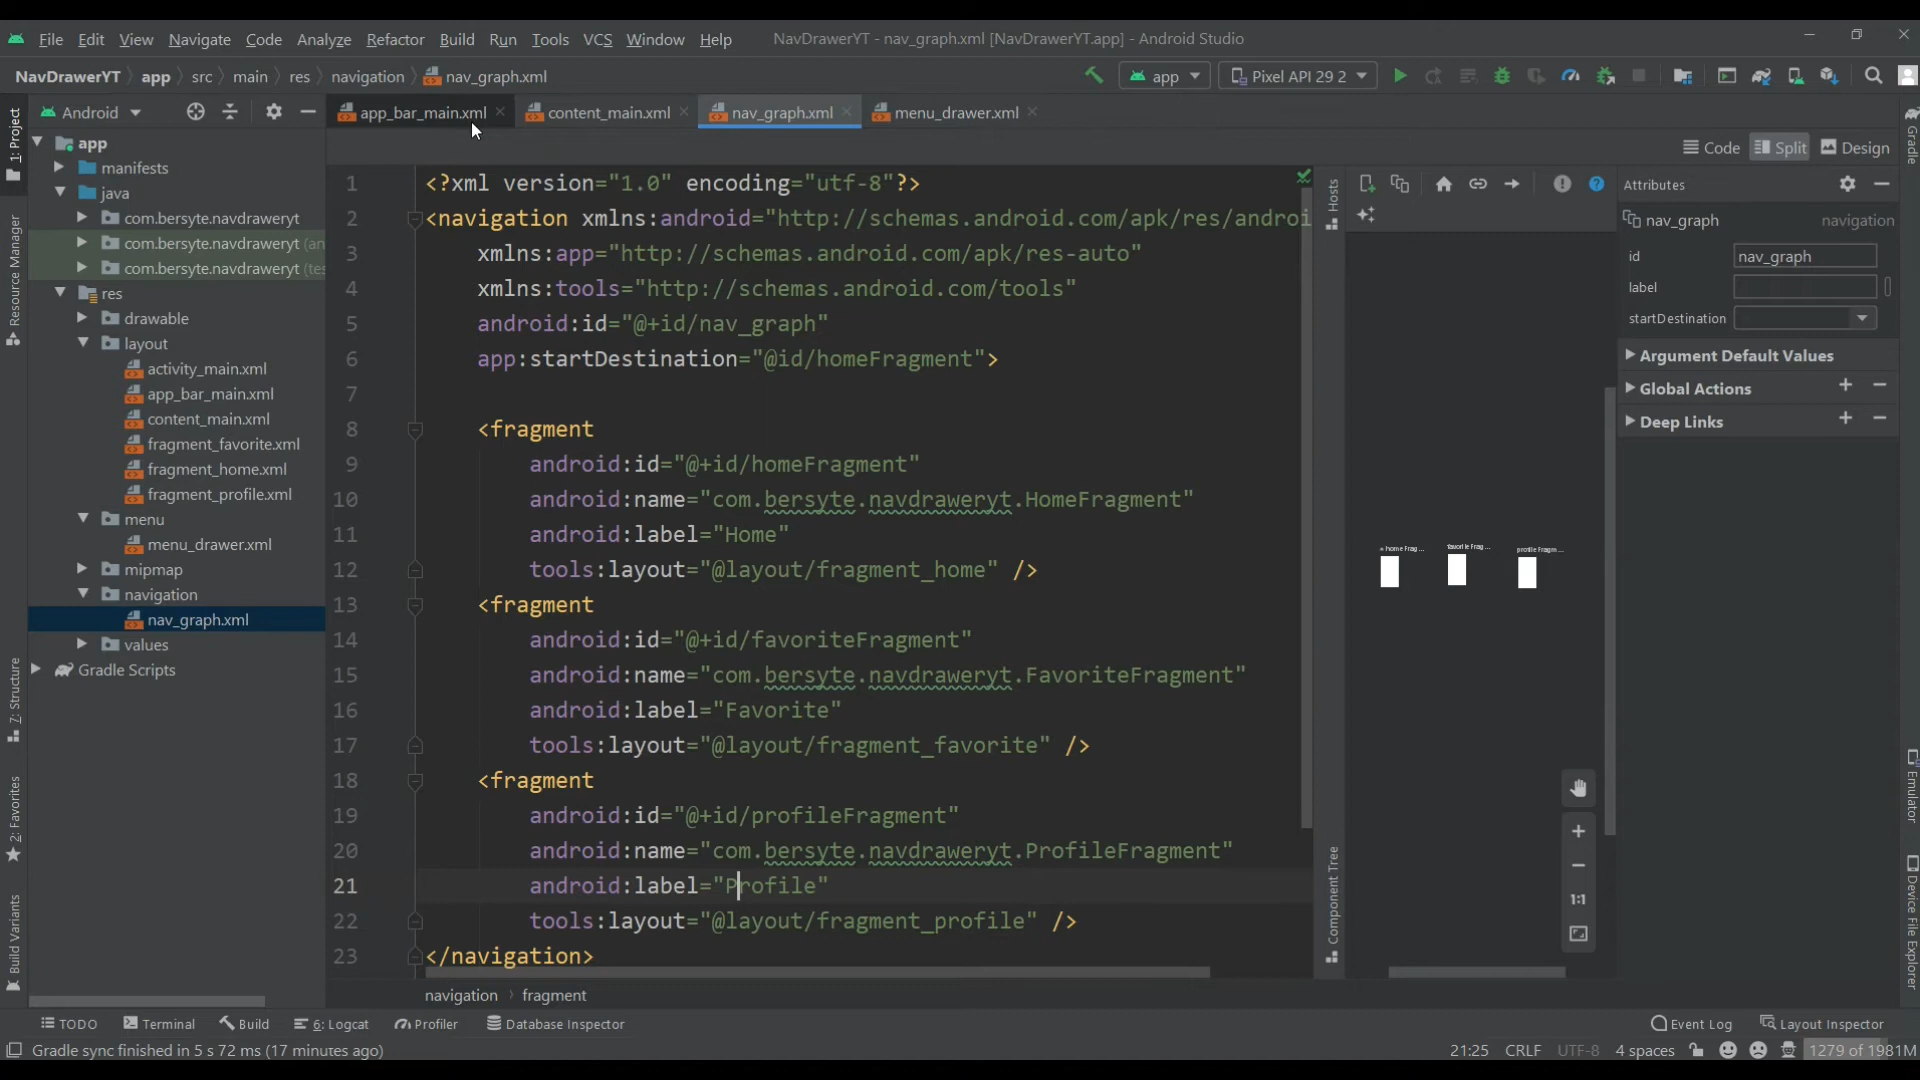 File Edit View Navigate Code Analyze Refactor Build Run Tools VCS Window Help NavDrawerYT - nav_graph.xml [NavDrawerYT.app] - Android Studio
NavDrawerYT app src main res navigation nav_graph.xml app Pixel API 29 2
Android app_bar_main.xml content_main.xml nav_graph.xml menu_drawer.xml
Code Split Design
1: Project
Resource Manager
7: Structure
2: Favorites
Build Variants
app
manifests
java
com.bersyte.navdraweryt
com.bersyte.navdraweryt (an
com.bersyte.navdraweryt (tes
res
drawable
layout
activity_main.xml
app_bar_main.xml
content_main.xml
fragment_favorite.xml
fragment_home.xml
fragment_profile.xml
menu
menu_drawer.xml
mipmap
navigation
nav_graph.xml
values
Gradle Scripts
1 <?xml version="1.0" encoding="utf-8"?>
2 <navigation xmlns:android="http://schemas.android.com/apk/res/androi
3 xmlns:app="http://schemas.android.com/apk/res-auto"
4 xmlns:tools="http://schemas.android.com/tools"
5 android:id="@+id/nav_graph"
6 app:startDestination="@id/homeFragment">
7
8 <fragment
9 android:id="@+id/homeFragment"
10 android:name="com.bersyte.navdraweryt.HomeFragment"
11 android:label="Home"
12 tools:layout="@layout/fragment_home" />
13 <fragment
14 android:id="@+id/favoriteFragment"
15 android:name="com.bersyte.navdraweryt.FavoriteFragment"
16 android:label="Favorite"
17 tools:layout="@layout/fragment_favorite" />
18 <fragment
19 android:id="@+id/profileFragment"
20 android:name="com.bersyte.navdraweryt.ProfileFragment"
21 android:label="Profile"
22 tools:layout="@layout/fragment_profile" />
23 </navigation>
navigation fragment
Hosts
Component Tree
home Frag ... favorite Frag ... profile Fragm ...
1:1
Attributes
nav_graph navigation
id nav_graph
label
startDestination
Argument Default Values
Global Actions
Deep Links
Gradle
Emulator
Device File Explorer
TODO Terminal Build 6: Logcat Profiler Database Inspector Event Log Layout Inspector
Gradle sync finished in 5 s 72 ms (17 minutes ago) 21:25 CRLF UTF-8 4 spaces 1279 of 1981M